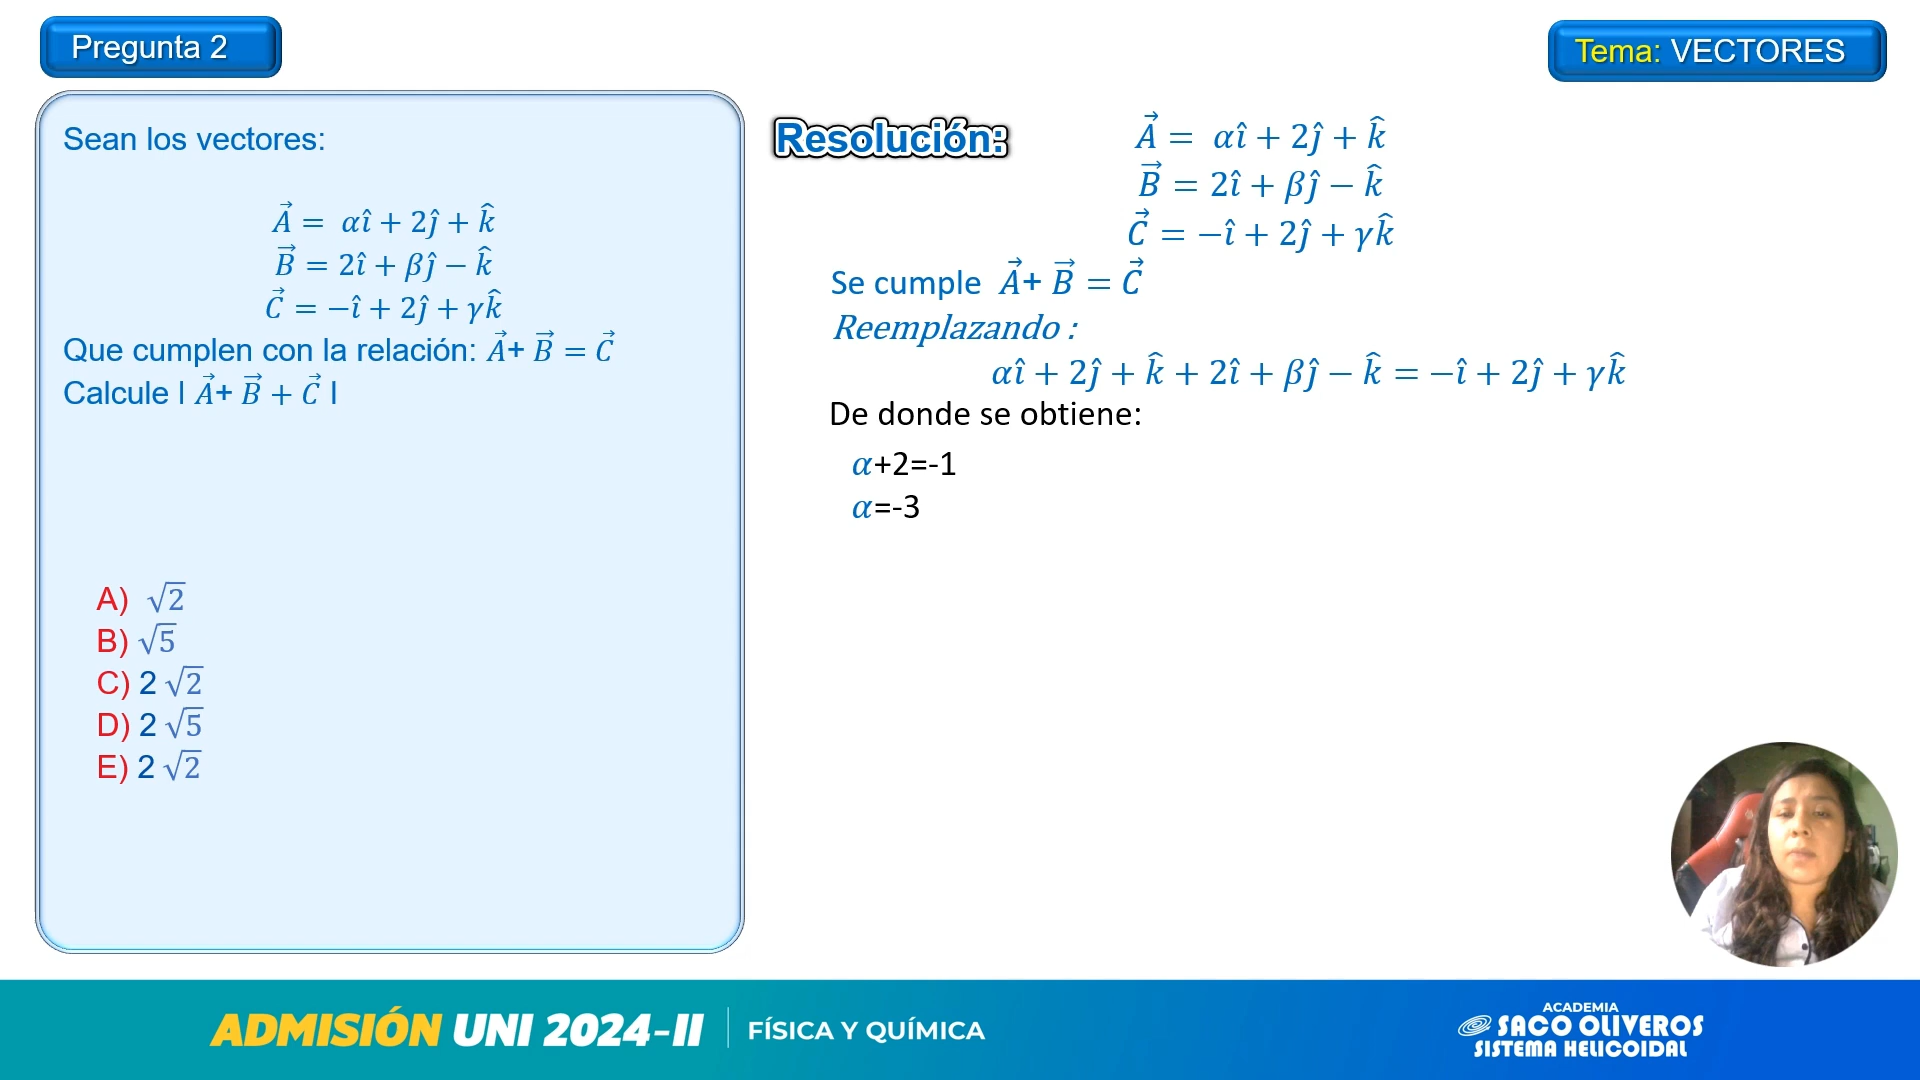 Pregunta 2
Tema: VECTORES
Sean los vectores:
A⃗ = αî + 2ĵ + k̂
B⃗ = 2î + βĵ − k̂
C⃗ = −î + 2ĵ + γk̂
Que cumplen con la relación: A⃗+ B⃗ = C⃗
Calcule l A⃗+ B⃗ + C⃗ l
A) √2
B) √5
C) 2 √2
D) 2 √5
E) 2 √2
Resolución:
A⃗ = αî + 2ĵ + k̂
B⃗ = 2î + βĵ − k̂
C⃗ = −î + 2ĵ + γk̂
Se cumple A⃗+ B⃗ = C⃗
Reemplazando :
αî + 2ĵ + k̂ + 2î + βĵ − k̂ = −î + 2ĵ + γk̂
De donde se obtiene:
α+2=-1
α=-3
ADMISIÓN UNI 2024-II
FÍSICA Y QUÍMICA
ACADEMIA
SACO OLIVEROS
SISTEMA HELICOIDAL